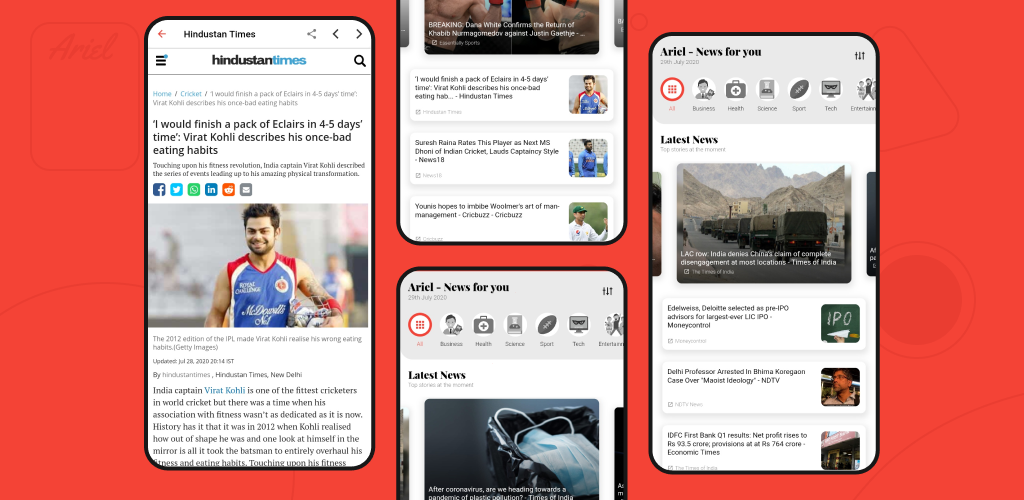 Ariel
Hindustan Times
hindustantimes
Home / Cricket / 'I would finish a pack of Eclairs in 4-5 days' time':
Virat Kohli describes his once-bad eating habits
'I would finish a pack of Eclairs in 4-5 days'
time': Virat Kohli describes his once-bad
eating habits
Touching upon his fitness revolution, India captain Virat Kohli described
the series of events leading up to his amazing physical transformation.
ROYAL
CHALLENGE
McDowell's
No1
The 2012 edition of the IPL made Virat Kohli realise his wrong eating
habits.(Getty Images)
Updated: Jul 28, 2020 20:14 IST
By hindustantimes , Hindustan Times, New Delhi
India captain Virat Kohli is one of the fittest cricketers
in world cricket but there was a time when his
association with fitness wasn't as dedicated as it is now.
History has it that it was in 2012 when Kohli realised
how out of shape he was and one look at himself in the
mirror is all it took the batsman to entirely overhaul his
fitness and eating habits. Touching upon his fitness
BREAKING: Dana White Confirms the Return of
Khabib Nurmagomedov against Justin Gaethje - ...
Essentially Sports
'I would finish a pack of Eclairs in 4-5 days'
time': Virat Kohli describes his once-bad
eating hab... - Hindustan Times
Hindustan Times
Suresh Raina Rates This Player as Next MS
Dhoni of Indian Cricket, Lauds Captaincy Style
- News18
News18
Younis hopes to imbibe Woolmer's art of man-
management - Cricbuzz - Cricbuzz
Cricbuzz
Ariel - News for you
29th July 2020
All
Business
Health
Science
Sport
Tech
Entertainm
Latest News
Top stories at the moment
After coronavirus, are we heading towards a
pandemic of plastic pollution? - Times of India
Ariel - News for you
29th July 2020
All
Business
Health
Science
Sport
Tech
Entertainm
Latest News
Top stories at the moment
LAC row: India denies China's claim of complete
disengagement at most locations - Times of India
The Times of India
Edelweiss, Deloitte selected as pre-IPO
advisors for largest-ever LIC IPO -
Moneycontrol
Moneycontrol
IPO
Delhi Professor Arrested In Bhima Koregaon
Case Over "Maoist Ideology" - NDTV
NDTV News
IDFC First Bank Q1 results: Net profit rises to
Rs 93.5 crore; provisions at at Rs 764 crore -
Economic Times
The Times of India